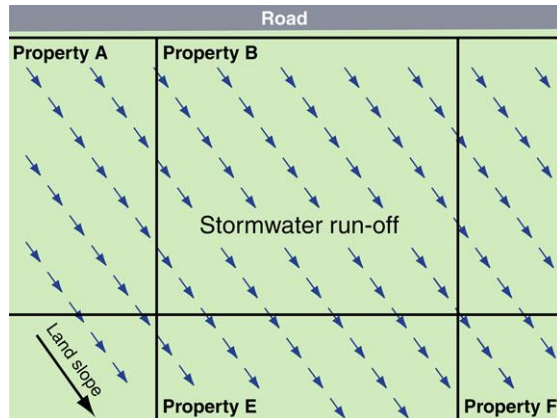 Road
Property A
Property B
Stormwater run-off
Land slope
Property E
Property F